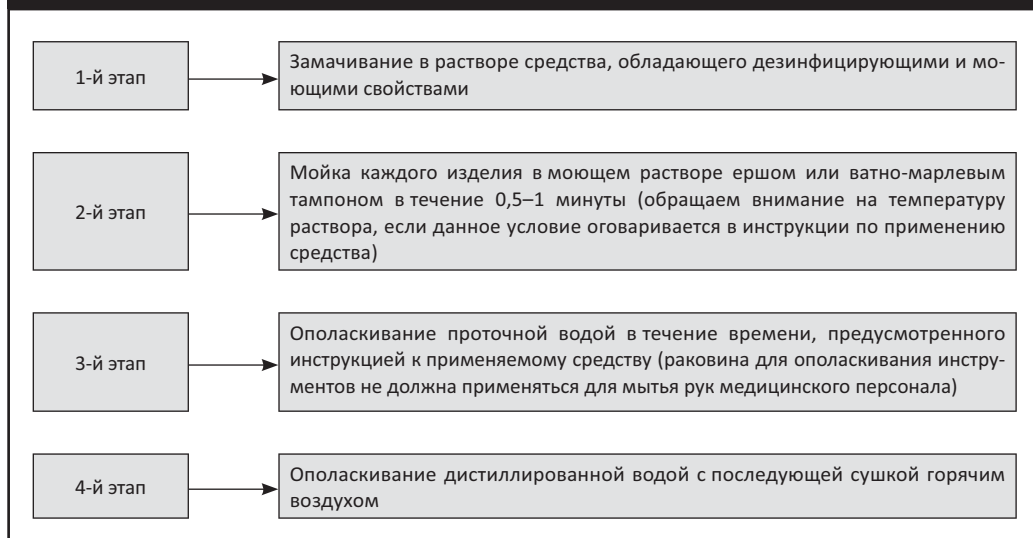 1-й этап
Замачивание в растворе средства, обладающего дезинфицирующими и мо-
ющими свойствами
2-й этап
Мойка каждого изделия в моющем растворе ершом или ватно-марлевым
тампоном в течение 0,5–1 минуты (обращаем внимание на температуру
раствора, если данное условие оговаривается в инструкции по применению
средства)
3-й этап
Ополаскивание проточной водой в течение времени, предусмотренного
инструкцией к применяемому средству (раковина для ополаскивания инстру-
ментов не должна применяться для мытья рук медицинского персонала)
4-й этап
Ополаскивание дистиллированной водой с последующей сушкой горячим
воздухом